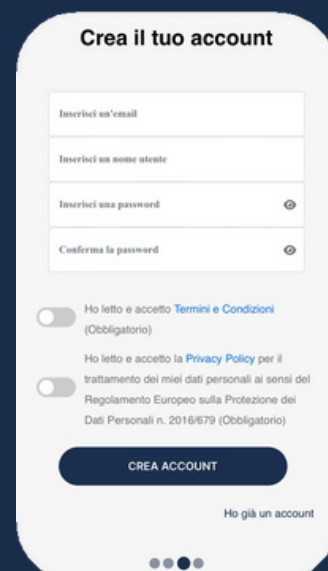 Crea il tuo account
Inserisci un'email
Inserisci un nome utente
Inserisci una password
Conferma la password
Ho letto e accetto Termini e Condizioni
(Obbligatorio)
Ho letto e accetto la Privacy Policy per il
trattamento dei miei dati personali ai sensi del
Regolamento Europeo sulla Protezione dei
Dati Personali n. 2016/679 (Obbligatorio)
CREA ACCOUNT
Ho già un account